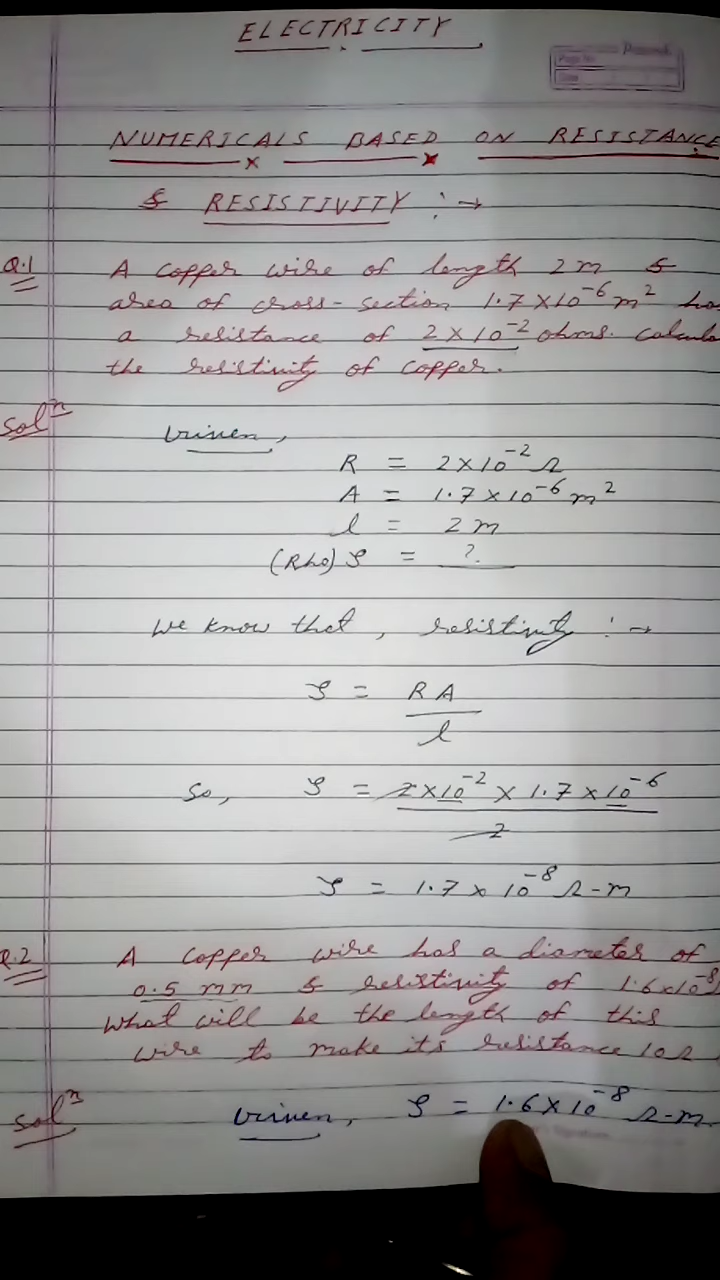 ELECTRICITY
Page No.
Date
NUMERICALS BASED ON RESISTANCE
& RESISTIVITY :→
Q.1 A copper wire of length 2m &
area of cross-section 1.7×10⁻⁶ m² ha
a resistance of 2×10⁻² ohms. calcula
the resistivity of copper.
Solⁿ Given,
R = 2×10⁻² Ω
A = 1.7×10⁻⁶ m²
l = 2m
(Rho) ρ = ?
We know that, resistivity :→
ρ = RA
l
So, ρ = 2×10⁻² × 1.7 × 10⁻⁶
2
ρ = 1.7 × 10⁻⁸ Ω-m
Q.2 A copper wire has a diameter of
0.5 mm & resistivity of 1.6×10⁻⁸
What will be the length of this
wire to make its resistance 10Ω
Solⁿ Given, ρ = 1.6×10⁻⁸ Ω-m